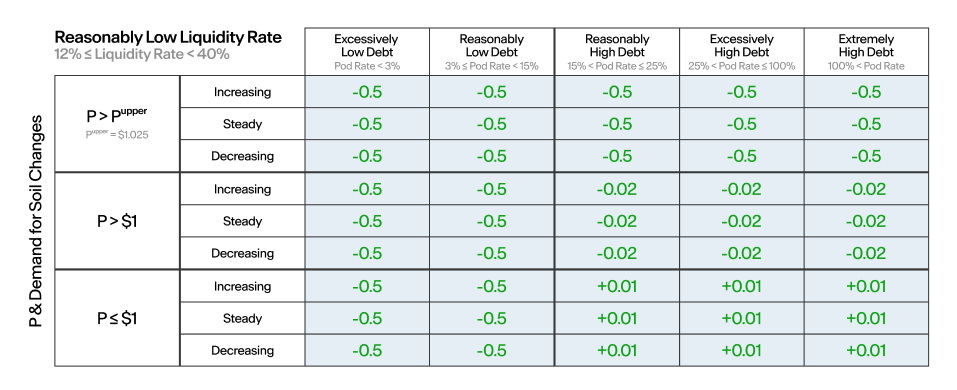 Reasonably Low Liquidity Rate
12% ≤ Liquidity Rate < 40%
Excessively Low Debt
Pod Rate < 3%
Reasonably Low Debt
3% ≤ Pod Rate < 15%
Reasonably High Debt
15% < Pod Rate ≤ 25%
Excessively High Debt
25% < Pod Rate ≤ 100%
Extremely High Debt
100% < Pod Rate
P & Demand for Soil Changes
P > Pupper
Pupper = $1.025
Increasing -0.5 -0.5 -0.5 -0.5 -0.5
Steady -0.5 -0.5 -0.5 -0.5 -0.5
Decreasing -0.5 -0.5 -0.5 -0.5 -0.5
P > $1
Increasing -0.5 -0.5 -0.02 -0.02 -0.02
Steady -0.5 -0.5 -0.02 -0.02 -0.02
Decreasing -0.5 -0.5 -0.02 -0.02 -0.02
P ≤ $1
Increasing -0.5 -0.5 +0.01 +0.01 +0.01
Steady -0.5 -0.5 +0.01 +0.01 +0.01
Decreasing -0.5 -0.5 +0.01 +0.01 +0.01